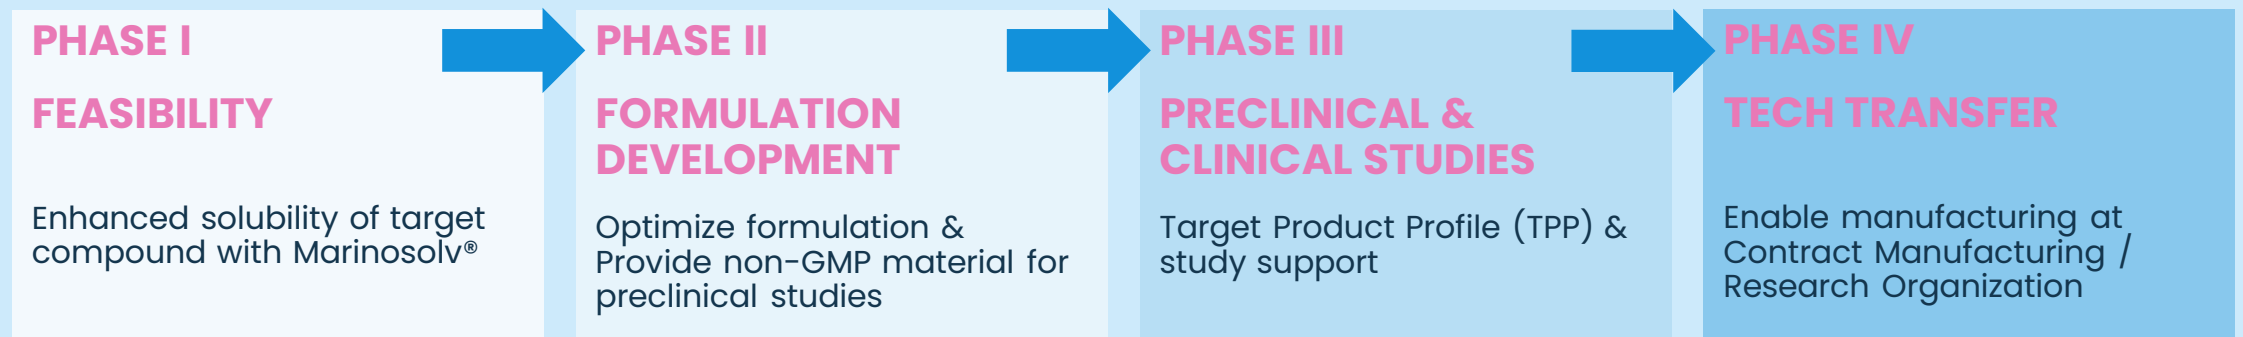 PHASE I
FEASIBILITY
Enhanced solubility of target
compound with Marinosolv®
PHASE II
FORMULATION
DEVELOPMENT
Optimize formulation &
Provide non-GMP material for
preclinical studies
PHASE III
PRECLINICAL &
CLINICAL STUDIES
Target Product Profile (TPP) &
study support
PHASE IV
TECH TRANSFER
Enable manufacturing at
Contract Manufacturing /
Research Organization